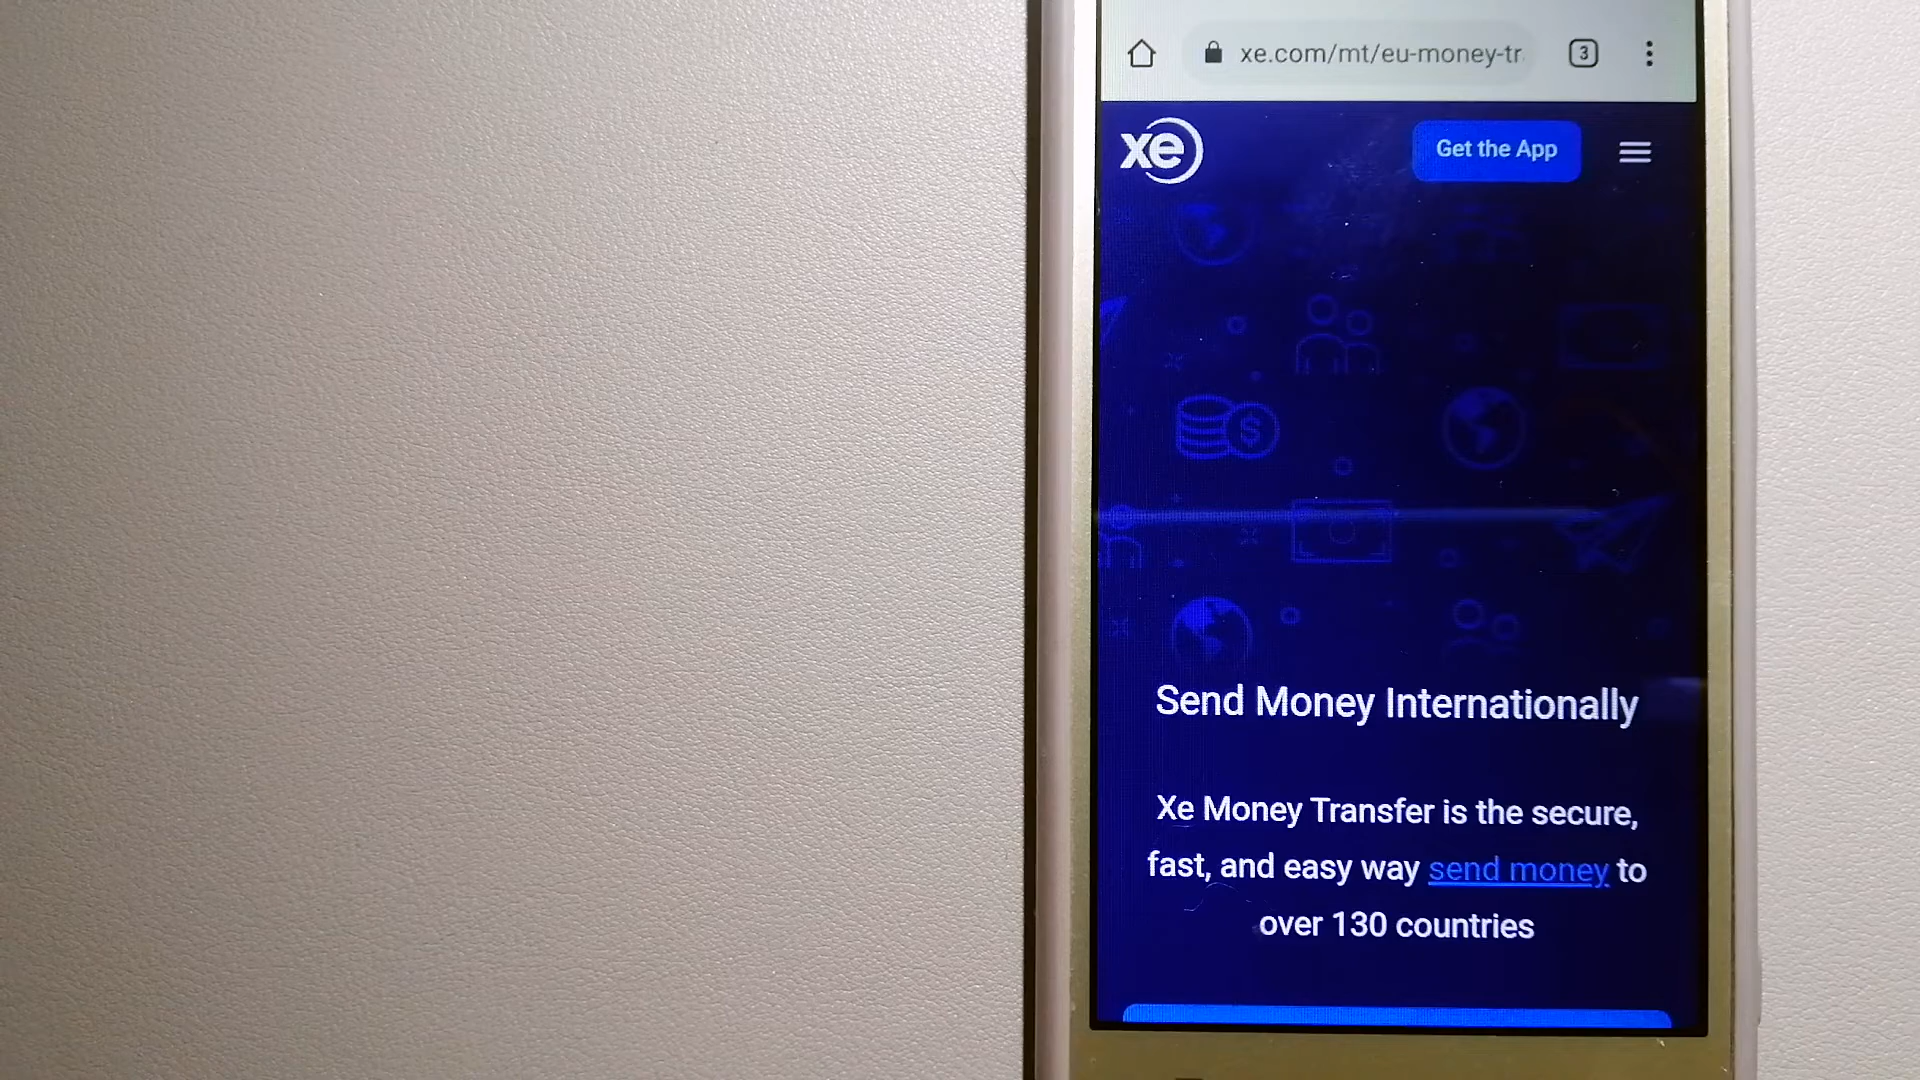 xe.com/mt/eu-money-tr
3
xe
Get the App
$
Send Money Internationally
Xe Money Transfer is the secure,
fast, and easy way send money to
over 130 countries